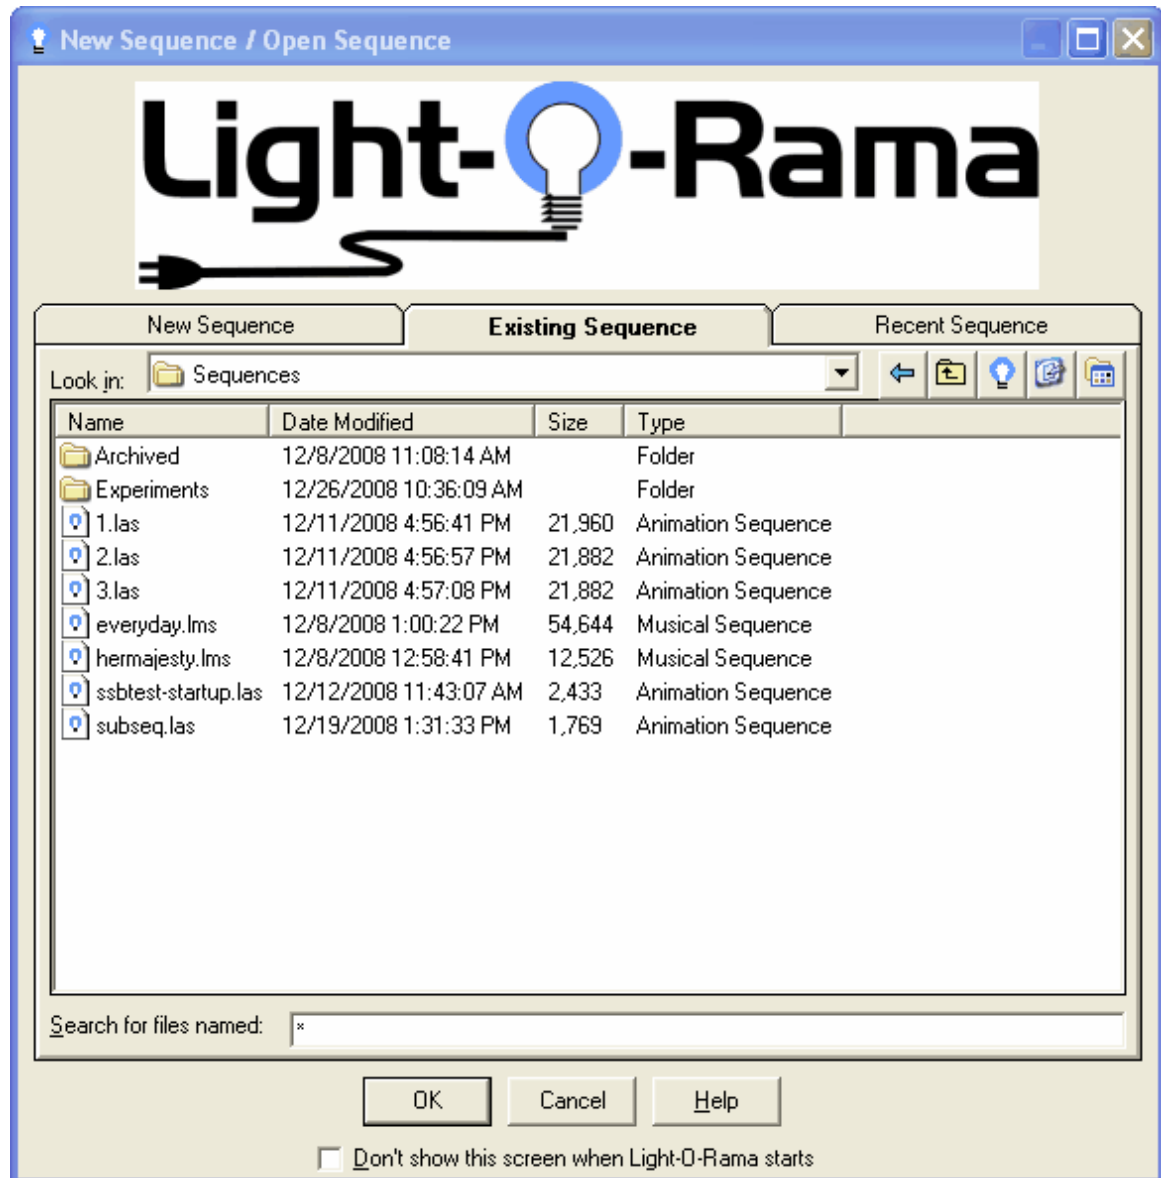 New Sequence / Open Sequence
Light-O-Rama
New Sequence Existing Sequence Recent Sequence
Look in: Sequences
Name Date Modified Size Type
Archived 12/8/2008 11:08:14 AM Folder
Experiments 12/26/2008 10:36:09 AM Folder
1.las 12/11/2008 4:56:41 PM 21,960 Animation Sequence
2.las 12/11/2008 4:56:57 PM 21,882 Animation Sequence
3.las 12/11/2008 4:57:08 PM 21,882 Animation Sequence
everyday.lms 12/8/2008 1:00:22 PM 54,644 Musical Sequence
hermajesty.lms 12/8/2008 12:58:41 PM 12,526 Musical Sequence
ssbtest-startup.las 12/12/2008 11:43:07 AM 2,433 Animation Sequence
subseq.las 12/19/2008 1:31:33 PM 1,769 Animation Sequence
Search for files named: *
OK Cancel Help
Don't show this screen when Light-O-Rama starts